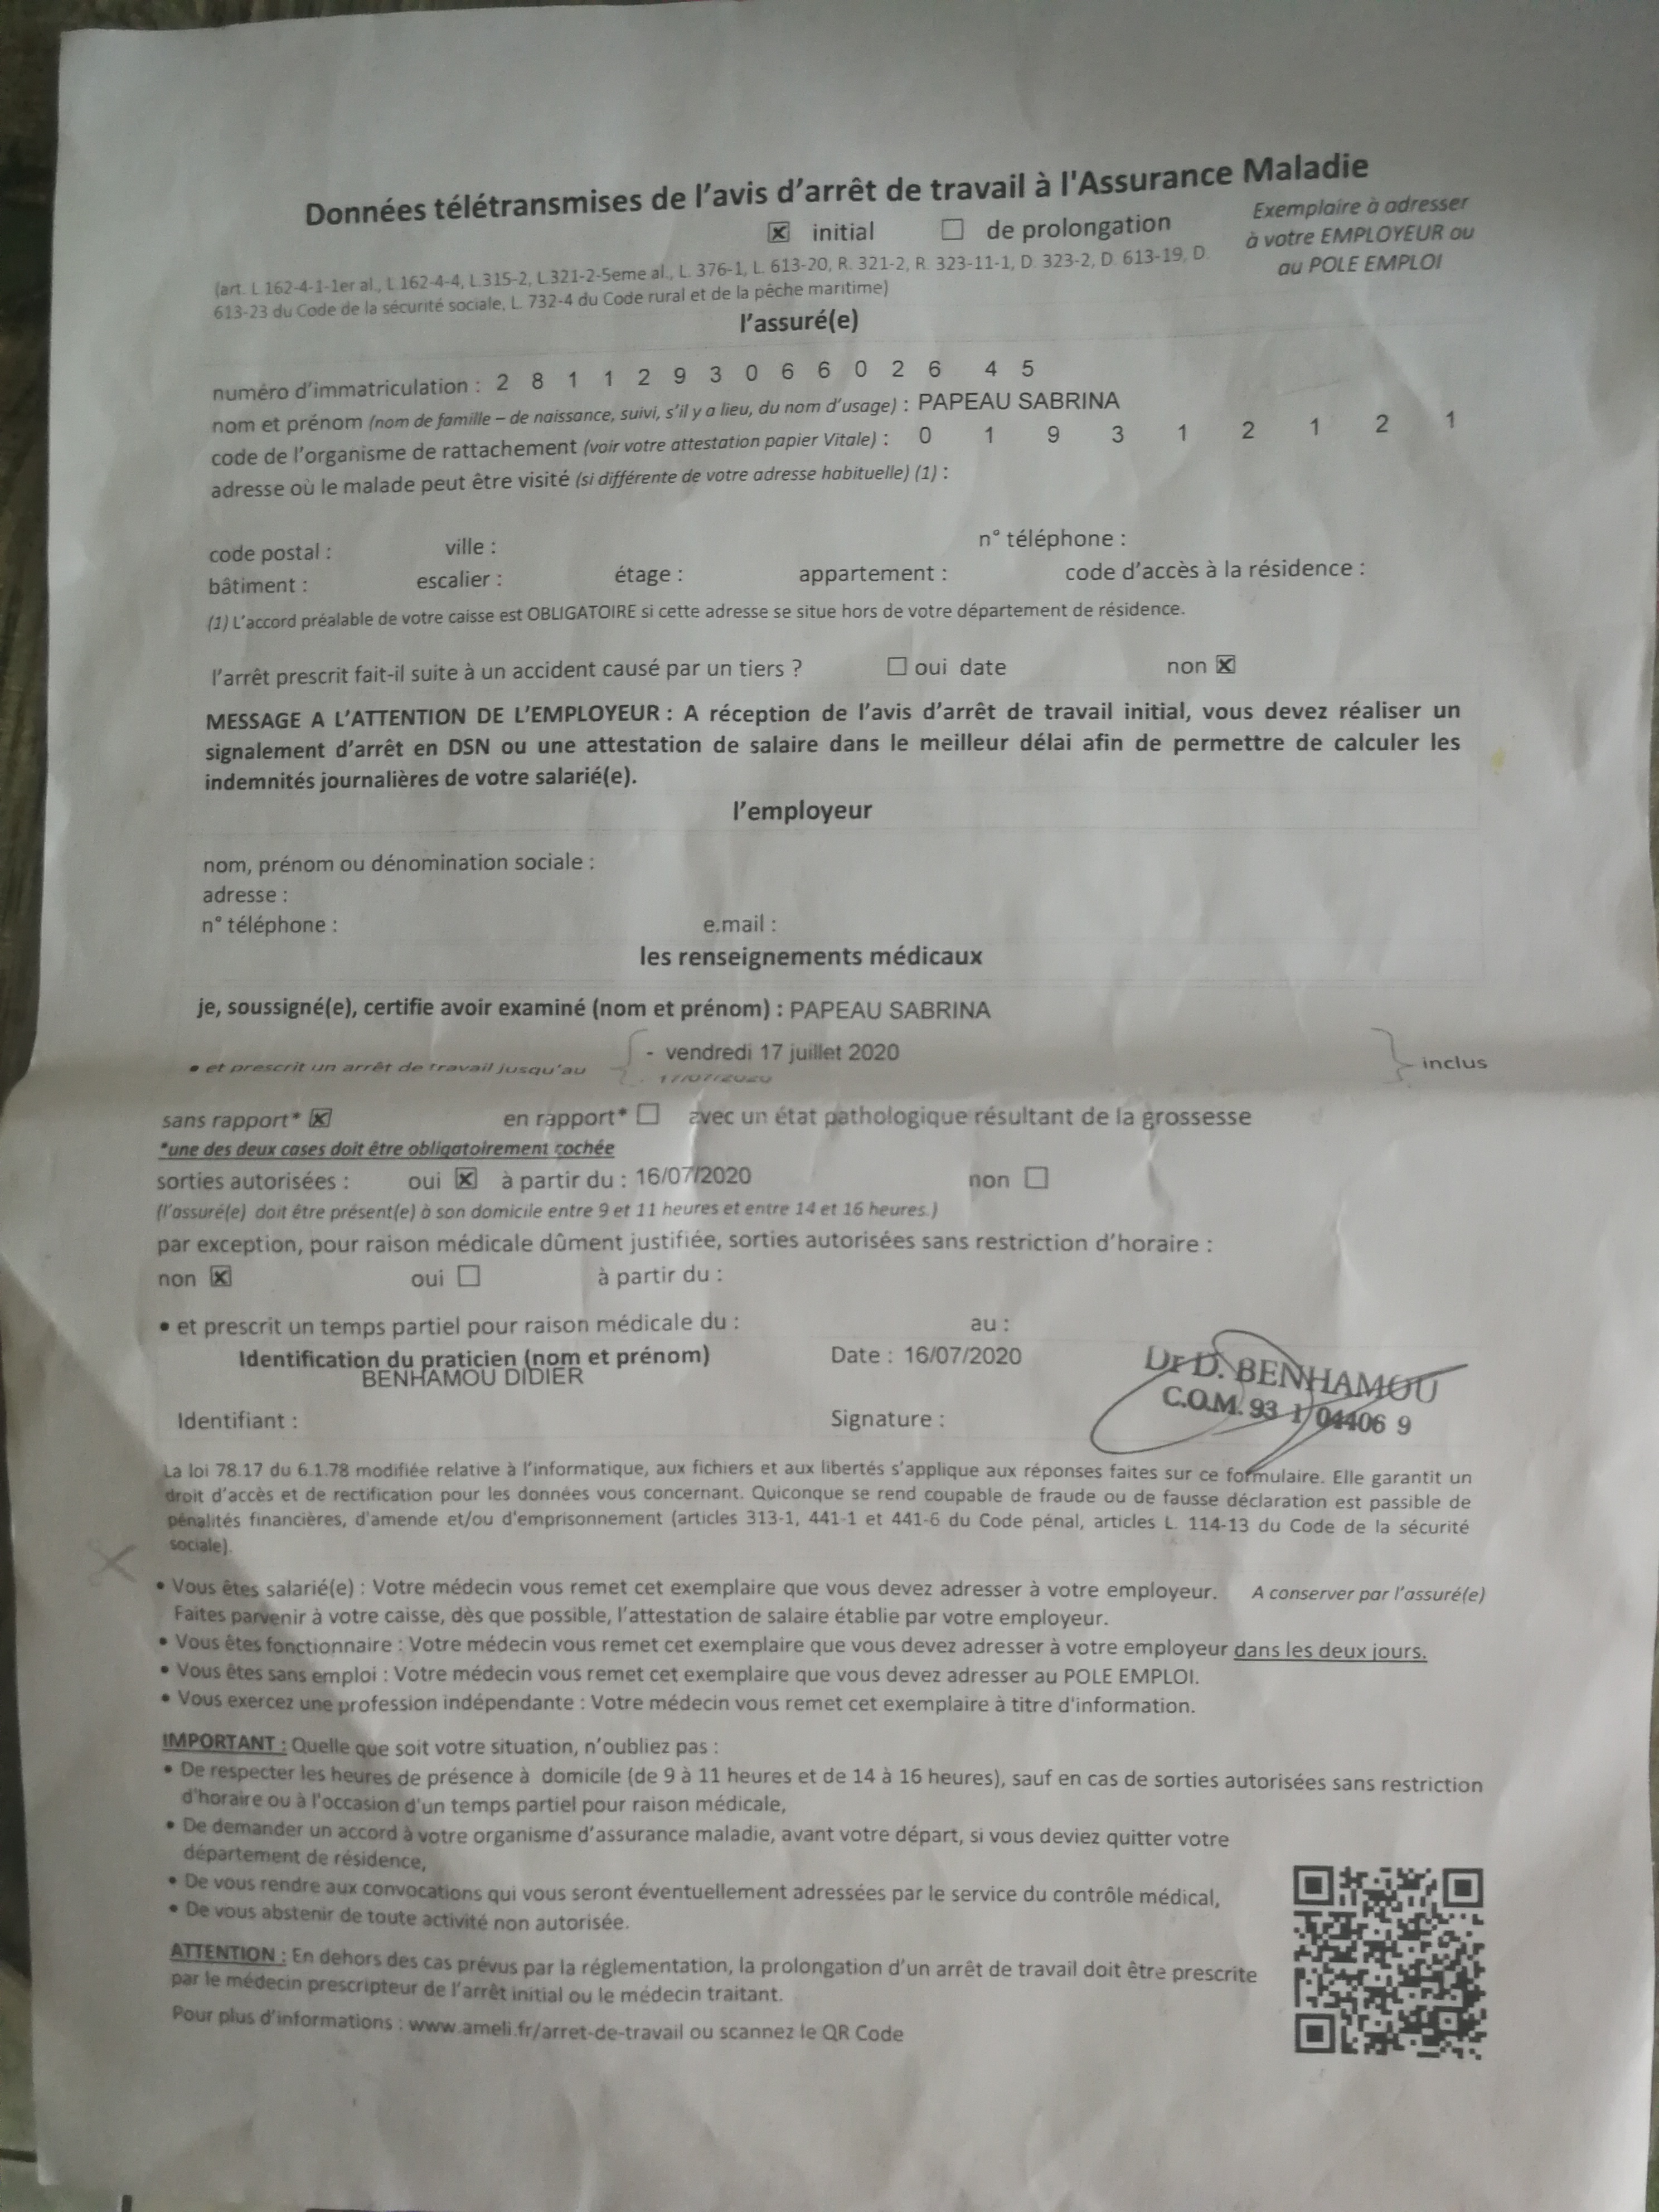 Données télétransmises de l'avis d'arrêt de travail à l'Assurance Maladie
☒ initial ☐ de prolongation
Exemplaire à adresser
à votre EMPLOYEUR ou
au POLE EMPLOI
(art. L 162-4-1-1er al., L 162-4-4, L.315-2, L.321-2-5eme al., L. 376-1, L. 613-20, R. 321-2, R. 323-11-1, D. 323-2, D. 613-19, D.
613-23 du Code de la sécurité sociale, L. 732-4 du Code rural et de la pêche maritime)
l'assuré(e)
numéro d'immatriculation : 2 8 1 1 2 9 3 0 6 6 0 2 6 4 5
nom et prénom (nom de famille – de naissance, suivi, s'il y a lieu, du nom d'usage) : PAPEAU SABRINA
code de l'organisme de rattachement (voir votre attestation papier Vitale) : 0 1 9 3 1 2 1 2 1
adresse où le malade peut être visité (si différente de votre adresse habituelle) (1) :
code postal : ville : n° téléphone :
bâtiment : escalier : étage : appartement : code d'accès à la résidence :
(1) L'accord préalable de votre caisse est OBLIGATOIRE si cette adresse se situe hors de votre département de résidence.
l'arrêt prescrit fait-il suite à un accident causé par un tiers ? ☐ oui date non ☒
MESSAGE A L'ATTENTION DE L'EMPLOYEUR : A réception de l'avis d'arrêt de travail initial, vous devez réaliser un
signalement d'arrêt en DSN ou une attestation de salaire dans le meilleur délai afin de permettre de calculer les
indemnités journalières de votre salarié(e).
l'employeur
nom, prénom ou dénomination sociale :
adresse :
n° téléphone : e.mail :
les renseignements médicaux
je, soussigné(e), certifie avoir examiné (nom et prénom) : PAPEAU SABRINA
• et prescrit un arrêt de travail jusqu'au - vendredi 17 juillet 2020 inclus
17/07/2020
sans rapport* ☒ en rapport* ☐ avec un état pathologique résultant de la grossesse
*une des deux cases doit être obligatoirement cochée
sorties autorisées : oui ☒ à partir du : 16/07/2020 non ☐
(l'assuré(e) doit être présent(e) à son domicile entre 9 et 11 heures et entre 14 et 16 heures.)
par exception, pour raison médicale dûment justifiée, sorties autorisées sans restriction d'horaire :
non ☒ oui ☐ à partir du :
• et prescrit un temps partiel pour raison médicale du : au :
Identification du praticien (nom et prénom) Date : 16/07/2020
BENHAMOU DIDIER
Dr D. BENHAMOU
C.O.M. 93 1 04406 9
Identifiant : Signature :
La loi 78.17 du 6.1.78 modifiée relative à l'informatique, aux fichiers et aux libertés s'applique aux réponses faites sur ce formulaire. Elle garantit un
droit d'accès et de rectification pour les données vous concernant. Quiconque se rend coupable de fraude ou de fausse déclaration est passible de
pénalités financières, d'amende et/ou d'emprisonnement (articles 313-1, 441-1 et 441-6 du Code pénal, articles L. 114-13 du Code de la sécurité
sociale).
• Vous êtes salarié(e) : Votre médecin vous remet cet exemplaire que vous devez adresser à votre employeur. A conserver par l'assuré(e)
Faites parvenir à votre caisse, dès que possible, l'attestation de salaire établie par votre employeur.
• Vous êtes fonctionnaire : Votre médecin vous remet cet exemplaire que vous devez adresser à votre employeur dans les deux jours.
• Vous êtes sans emploi : Votre médecin vous remet cet exemplaire que vous devez adresser au POLE EMPLOI.
• Vous exercez une profession indépendante : Votre médecin vous remet cet exemplaire à titre d'information.
IMPORTANT : Quelle que soit votre situation, n'oubliez pas :
• De respecter les heures de présence à domicile (de 9 à 11 heures et de 14 à 16 heures), sauf en cas de sorties autorisées sans restriction
d'horaire ou à l'occasion d'un temps partiel pour raison médicale,
• De demander un accord à votre organisme d'assurance maladie, avant votre départ, si vous deviez quitter votre
département de résidence,
• De vous rendre aux convocations qui vous seront éventuellement adressées par le service du contrôle médical,
• De vous abstenir de toute activité non autorisée.
ATTENTION : En dehors des cas prévus par la réglementation, la prolongation d'un arrêt de travail doit être prescrite
par le médecin prescripteur de l'arrêt initial ou le médecin traitant.
Pour plus d'informations : www.ameli.fr/arret-de-travail ou scannez le QR Code